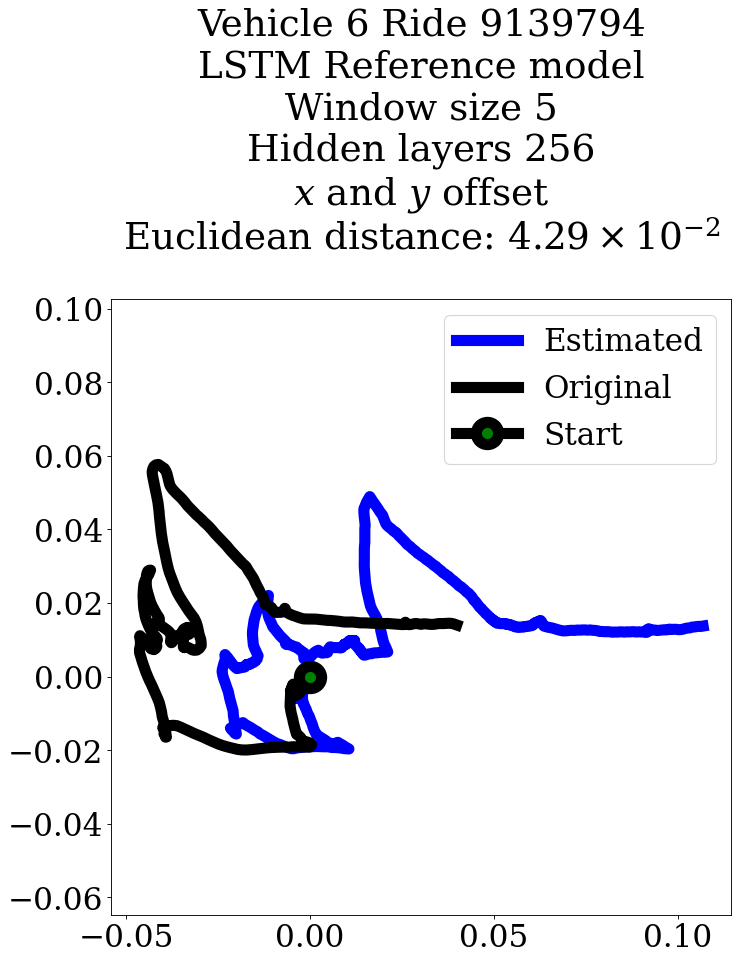 Vehicle 6 Ride 9139794
LSTM Reference model
Window size 5
Hidden layers 256
x and y offset
Euclidean distance: 4.29 × 10⁻²
Estimated
Original
Start
0.10
0.08
0.06
0.04
0.02
0.00
−0.02
−0.04
−0.06
−0.05 0.00 0.05 0.10